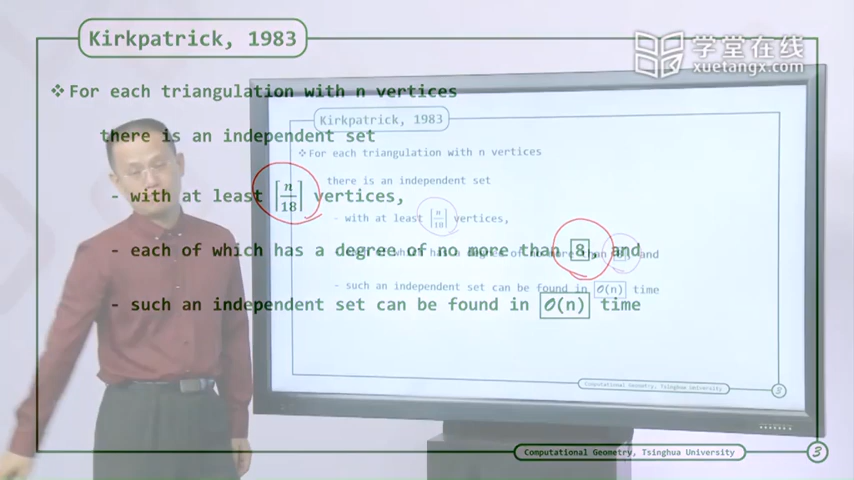 Kirkpatrick, 1983
学堂在线
xuetangx.com
❖For each triangulation with n vertices
there is an independent set
- with at least ⌈n/18⌉ vertices,
- each of which has a degree of no more than 8, and
- such an independent set can be found in O(n) time
Computational Geometry, Tsinghua University
3
Kirkpatrick, 1983
❖For each triangulation with n vertices
there is an independent set
- with at least ⌈n/18⌉ vertices,
and
- such an independent set can be found in O(n) time
Computational Geometry, Tsinghua University
3